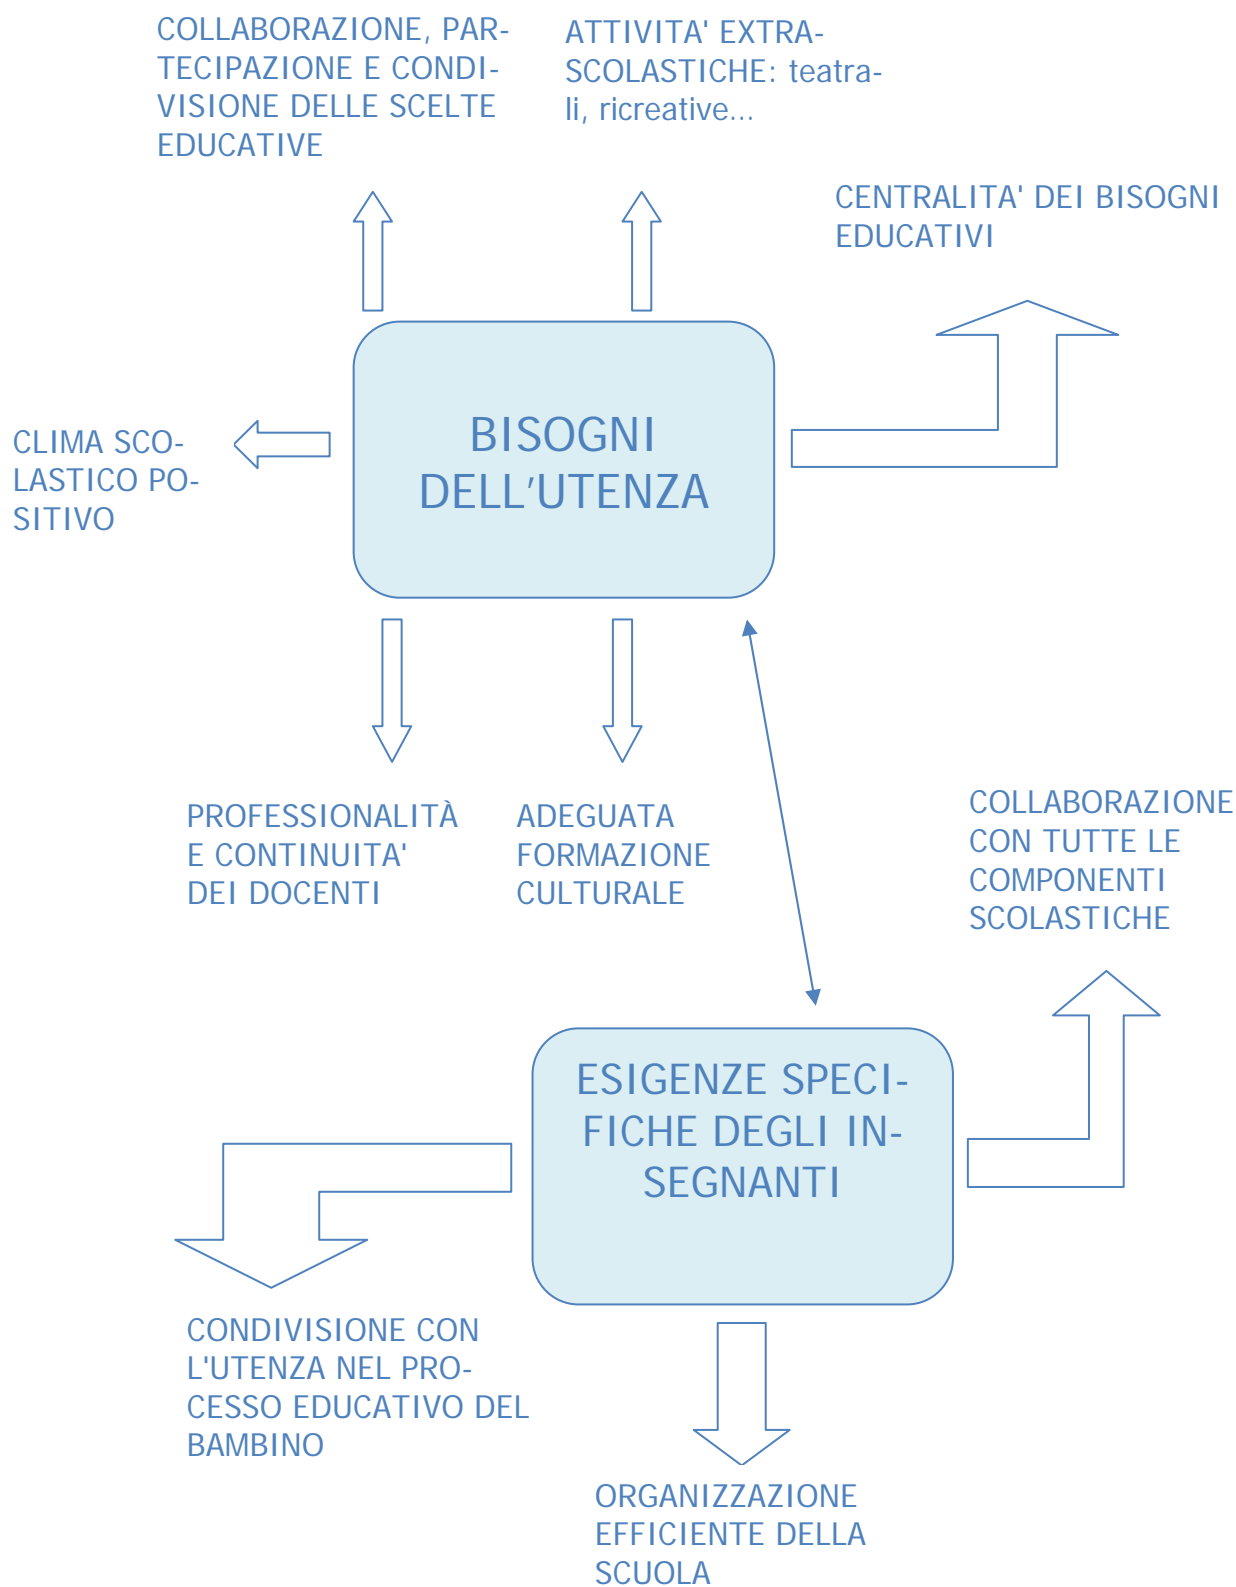 COLLABORAZIONE, PAR-
TECIPAZIONE E CONDI-
VISIONE DELLE SCELTE
EDUCATIVE
ATTIVITA' EXTRA-
SCOLASTICHE: teatra-
li, ricreative...
CENTRALITA' DEI BISOGNI
EDUCATIVI
BISOGNI
DELL'UTENZA
CLIMA SCO-
LASTICO PO-
SITIVO
PROFESSIONALITÀ
E CONTINUITA'
DEI DOCENTI
ADEGUATA
FORMAZIONE
CULTURALE
COLLABORAZIONE
CON TUTTE LE
COMPONENTI
SCOLASTICHE
ESIGENZE SPECI-
FICHE DEGLI IN-
SEGNANTI
CONDIVISIONE CON
L'UTENZA NEL PRO-
CESSO EDUCATIVO DEL
BAMBINO
ORGANIZZAZIONE
EFFICIENTE DELLA
SCUOLA